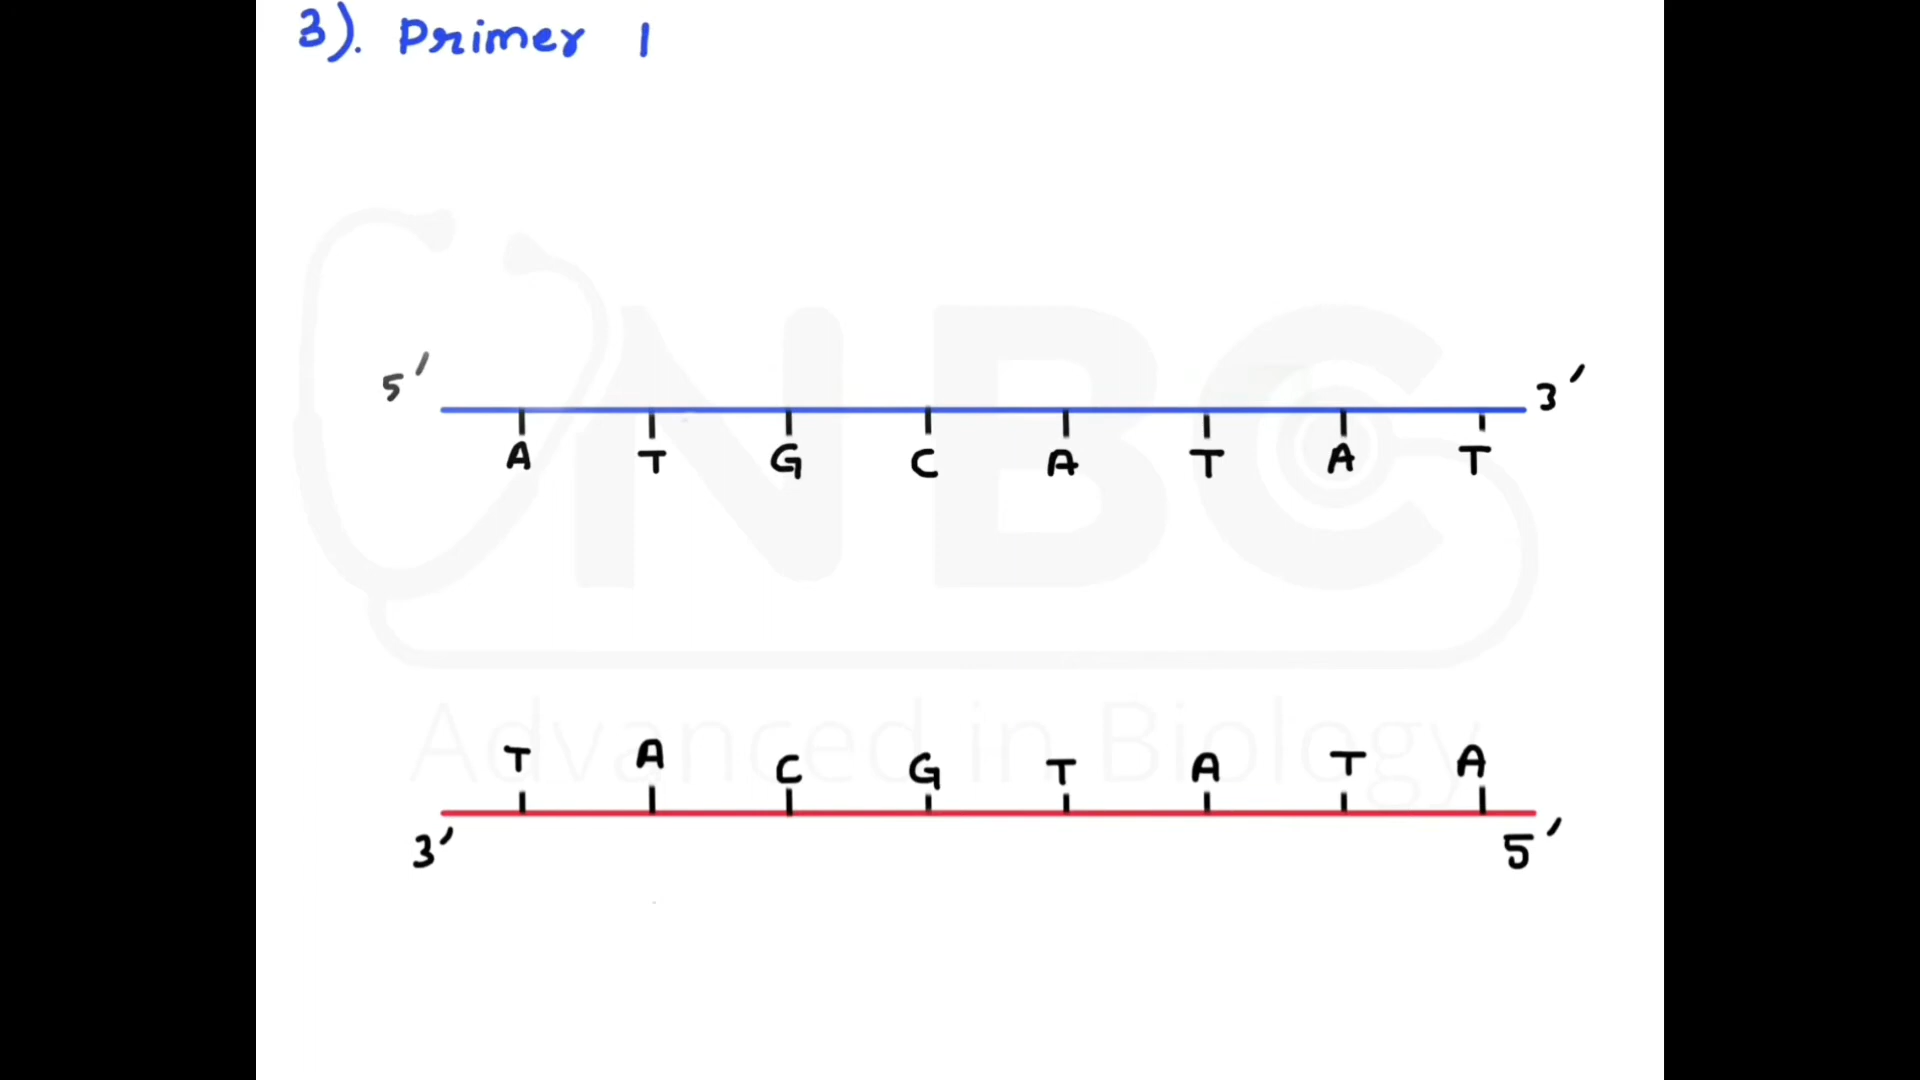 3). Primer 1
5' 3'
A T G C A T A T
NBC
Advanced in Biology
T A C G T A T A
3' 5'